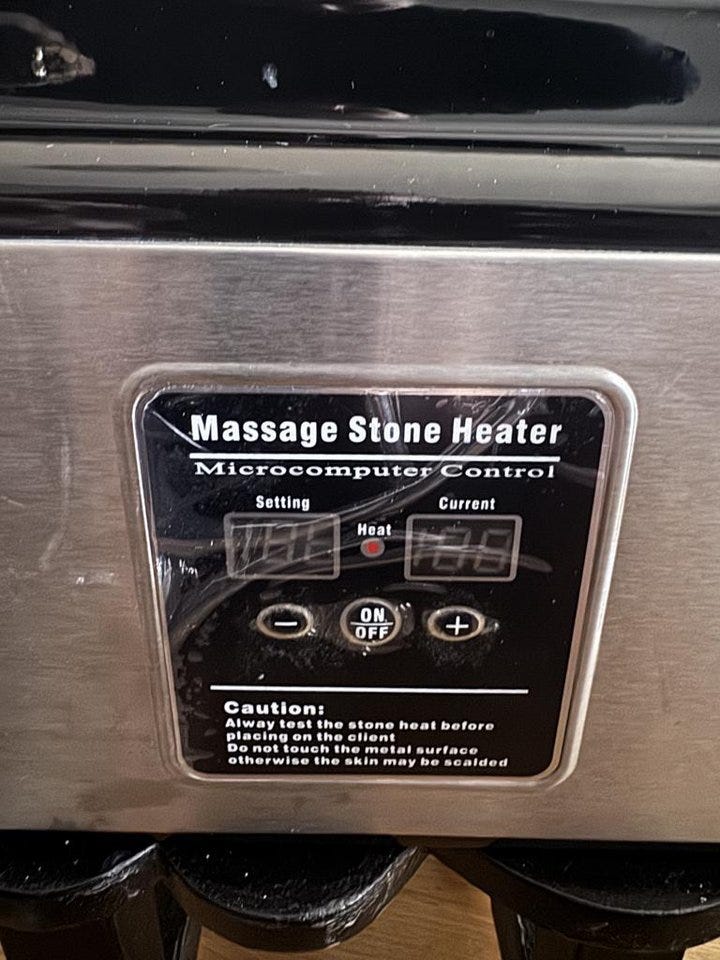 Massage Stone Heater
Microcomputer Control
Setting
Current
Heat
−
ON
OFF
+
Caution:
Alway test the stone heat before
placing on the client
Do not touch the metal surface
otherwise the skin may be scalded